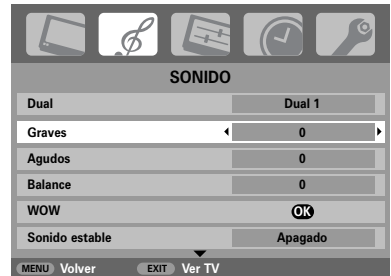 SONIDO
Dual Dual 1
Graves 0
Agudos 0
Balance 0
WOW OK
Sonido estable Apagado
MENU Volver EXIT Ver TV